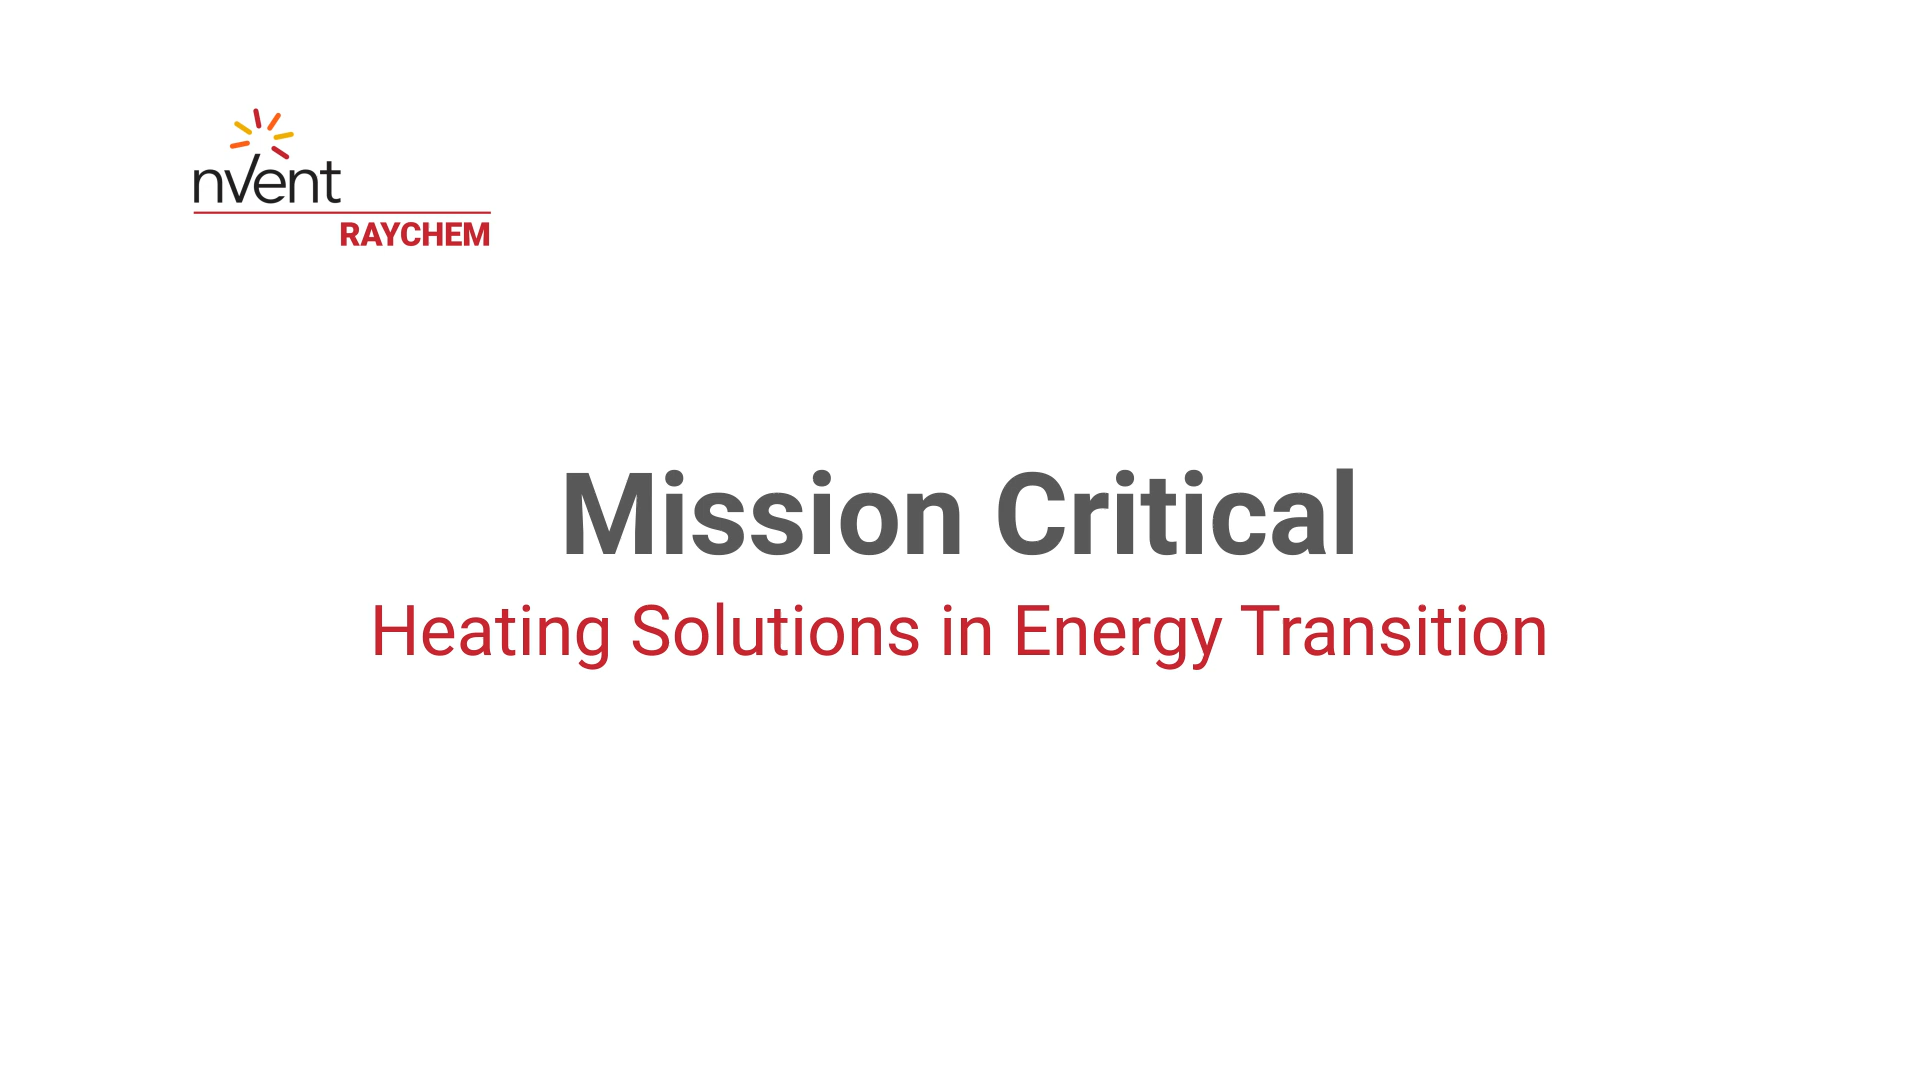 nVent
RAYCHEM
Mission Critical
Heating Solutions in Energy Transition